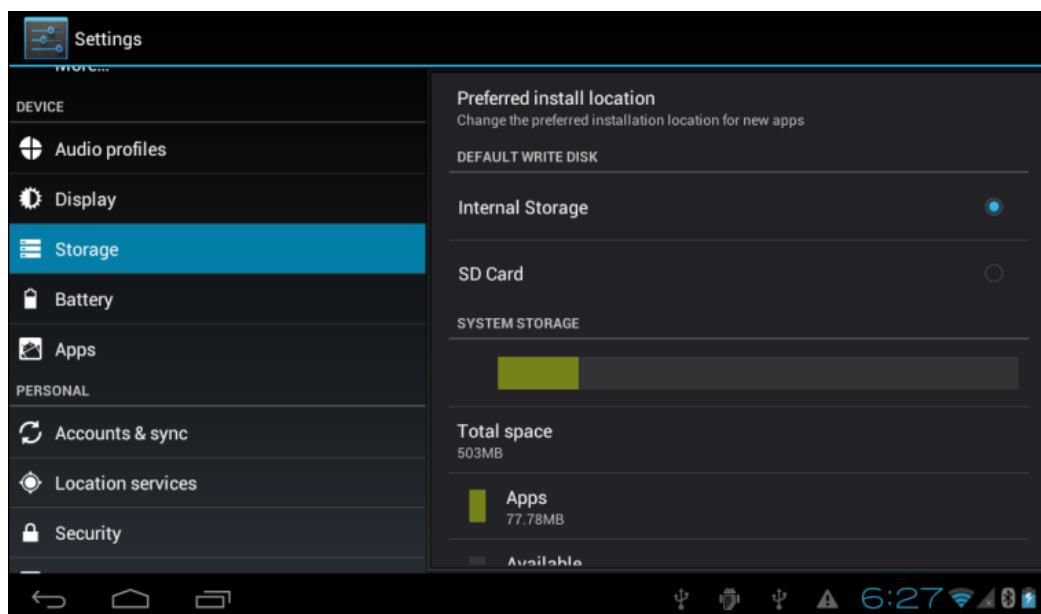 Settings
More...
DEVICE
Audio profiles
Display
Storage
Battery
Apps
PERSONAL
Accounts & sync
Location services
Security
Preferred install location
Change the preferred installation location for new apps
DEFAULT WRITE DISK
Internal Storage
SD Card
SYSTEM STORAGE
Total space
503MB
Apps
77.78MB
Available
6:27